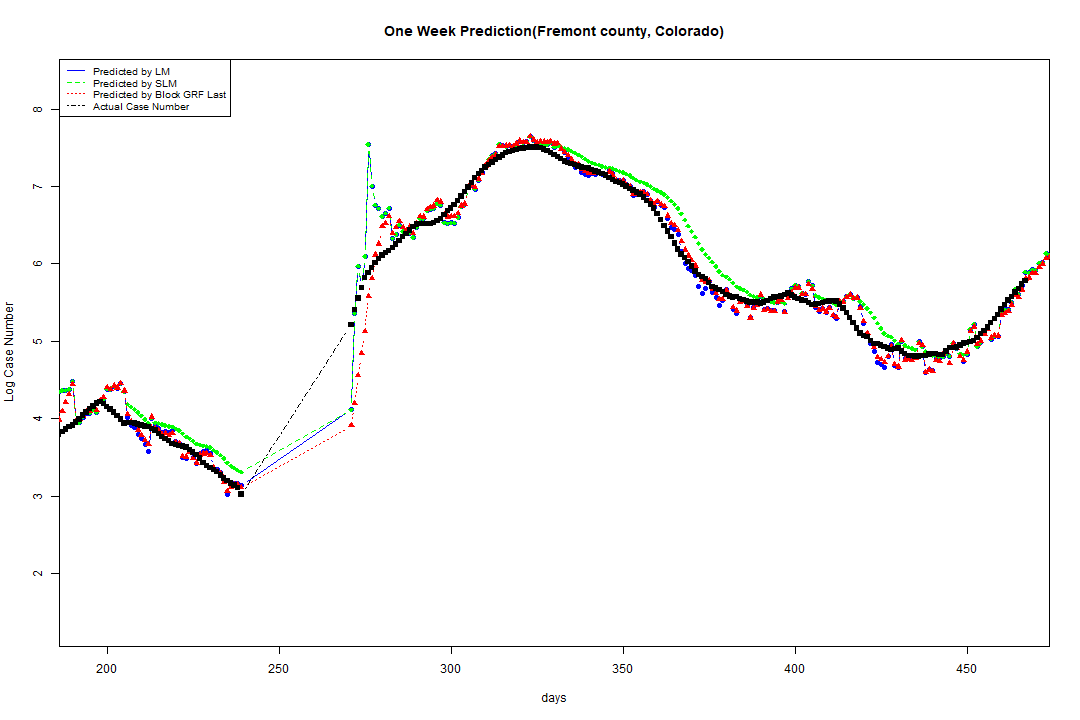 One Week Prediction(Fremont county, Colorado)
Predicted by LM
Predicted by SLM
Predicted by Block GRF Last
Actual Case Number
8
7
6
5
4
3
2
Log Case Number
200 250 300 350 400 450
days